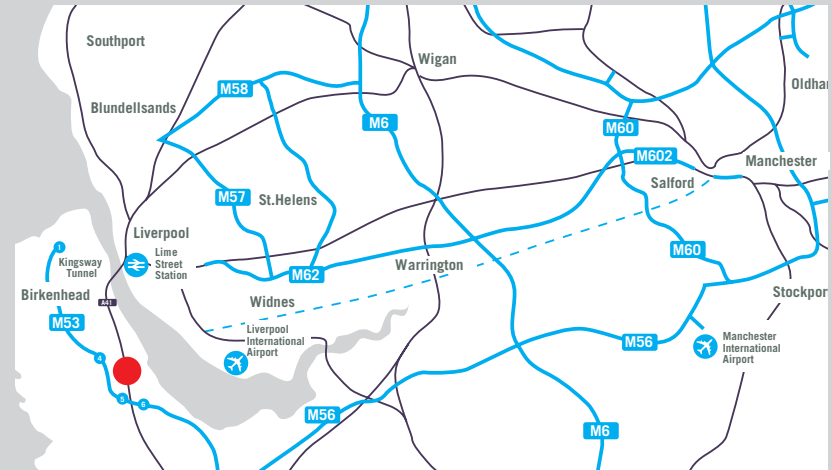 Southport
Wigan
M58
Oldha
Blundellsands
M6
M60
M602
Manchester
Salford
M57
St.Helens
Liverpool
1
Kingsway
Tunnel
Lime
Street
Station
M60
Warrington
M62
Birkenhead
A41
Widnes
Stockpor
M53
Liverpool
International
Airport
M56
Manchester
International
Airport
4
5
6
M56
M6